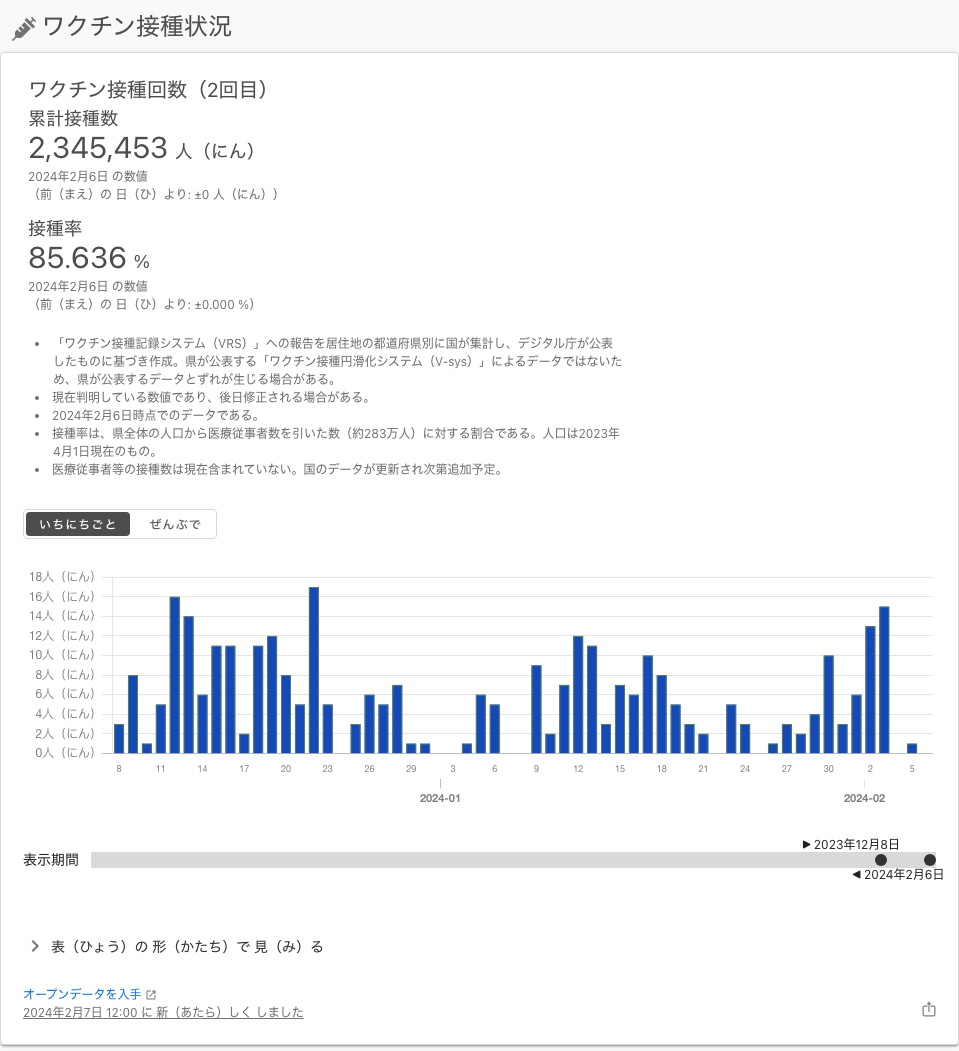 ワクチン接種状況
ワクチン接種回数（2回目）
累計接種数
2,345,453 人（にん）
2024年2月6日 の数値
（前（まえ）の 日（ひ）より: ±0 人（にん））
接種率
85.636 %
2024年2月6日 の数値
（前（まえ）の 日（ひ）より: ±0.000 %）
• 「ワクチン接種記録システム（VRS）」への報告を居住地の都道府県別に国が集計し、デジタル庁が公表
したものに基づき作成。県が公表する「ワクチン接種円滑化システム（V-sys）」によるデータではないた
め、県が公表するデータとずれが生じる場合がある。
• 現在判明している数値であり、後日修正される場合がある。
• 2024年2月6日時点でのデータである。
• 接種率は、県全体の人口から医療従事者数を引いた数（約283万人）に対する割合である。人口は2023年
4月1日現在のもの。
• 医療従事者等の接種数は現在含まれていない。国のデータが更新され次第追加予定。
いちにちごと ぜんぶで
18人（にん）
16人（にん）
14人（にん）
12人（にん）
10人（にん）
8人（にん）
6人（にん）
4人（にん）
2人（にん）
0人（にん）
8 11 14 17 20 23 26 29 3 6 9 12 15 18 21 24 27 30 2 5
2024-01 2024-02
▶ 2023年12月8日
表示期間
◀ 2024年2月6日
表（ひょう）の 形（かたち）で 見（み）る
オープンデータを入手
2024年2月7日 12:00 に 新（あたら）しく しました